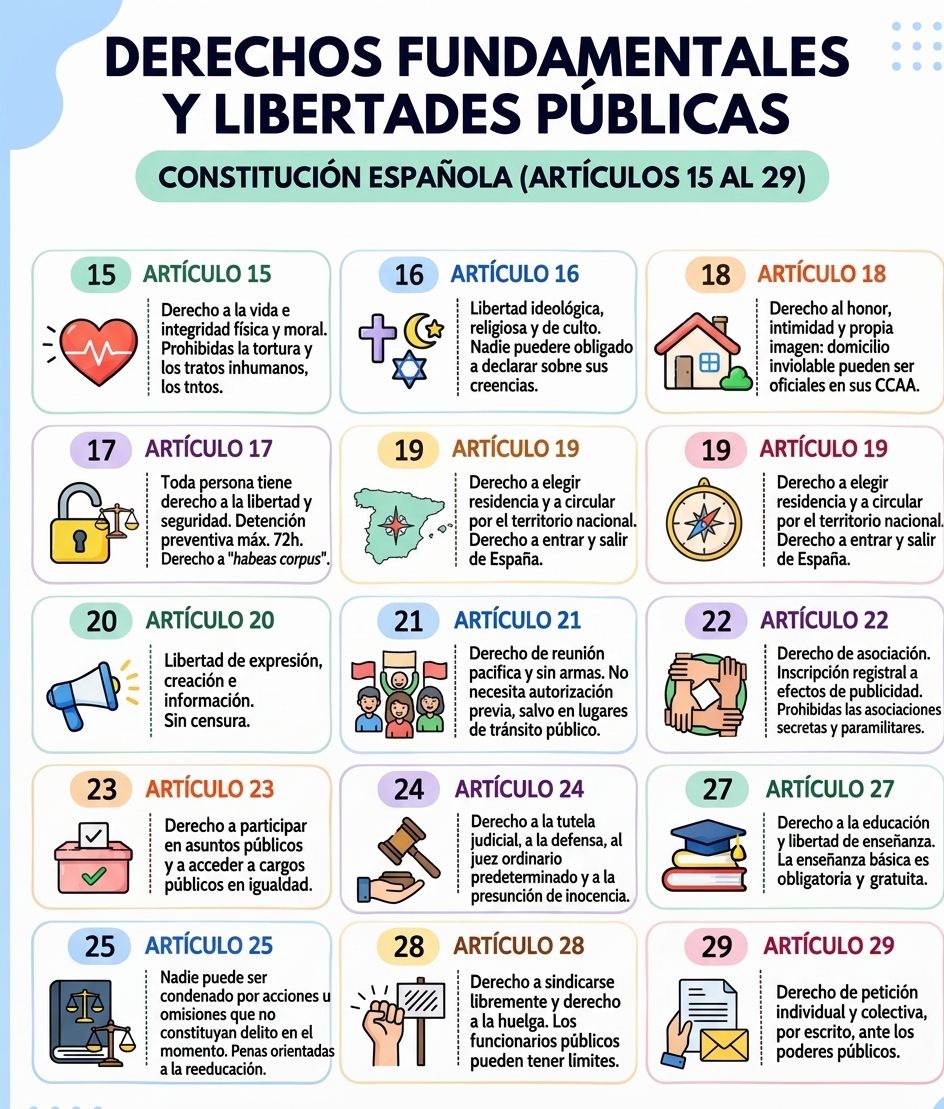 DERECHOS FUNDAMENTALES
Y LIBERTADES PÚBLICAS
CONSTITUCIÓN ESPAÑOLA (ARTÍCULOS 15 AL 29)
15 ARTÍCULO 15
Derecho a la vida e
integridad física y moral.
Prohibidas la tortura y
los tratos inhumanos,
los tntos.
16 ARTÍCULO 16
Libertad ideológica,
religiosa y de culto.
Nadie puedere obligado
a declarar sobre sus
creencias.
18 ARTÍCULO 18
Derecho al honor,
intimidad y propia
imagen: domicilio
inviolable pueden ser
oficiales en sus CCAA.
17 ARTÍCULO 17
Toda persona tiene
derecho a la libertad y
seguridad. Detención
preventiva máx. 72h.
Derecho a "habeas corpus".
19 ARTÍCULO 19
Derecho a elegir
residencia y a circular
por el territorio nacional.
Derecho a entrar y salir
de España.
19 ARTÍCULO 19
Derecho a elegir
residencia y a circular
por el territorio nacional.
Derecho a entrar y salir
de España.
20 ARTÍCULO 20
Libertad de expresión,
creación e
información.
Sin censura.
21 ARTÍCULO 21
Derecho de reunión
pacifica y sin armas. No
necesita autorización
previa, salvo en lugares
de tránsito público.
22 ARTÍCULO 22
Derecho de asociación.
Inscripción registral a
efectos de publicidad.
Prohibidas las asociaciones
secretas y paramilitares.
23 ARTÍCULO 23
Derecho a participar
en asuntos públicos
y a acceder a cargos
públicos en igualdad.
24 ARTÍCULO 24
Derecho a la tutela
judicial, a la defensa, al
juez ordinario
predeterminado y a la
presunción de inocencia.
27 ARTÍCULO 27
Derecho a la educación
y libertad de enseñanza.
La enseñanza básica es
obligatoria y gratuita.
25 ARTÍCULO 25
Nadie puede ser
condenado por acciones u
omisiones que no
constituyan delito en el
momento. Penas orientadas
a la reeducación.
28 ARTÍCULO 28
Derecho a sindicarse
libremente y derecho
a la huelga. Los
funcionarios públicos
pueden tener límites.
29 ARTÍCULO 29
Derecho de petición
individual y colectiva,
por escrito, ante los
poderes públicos.